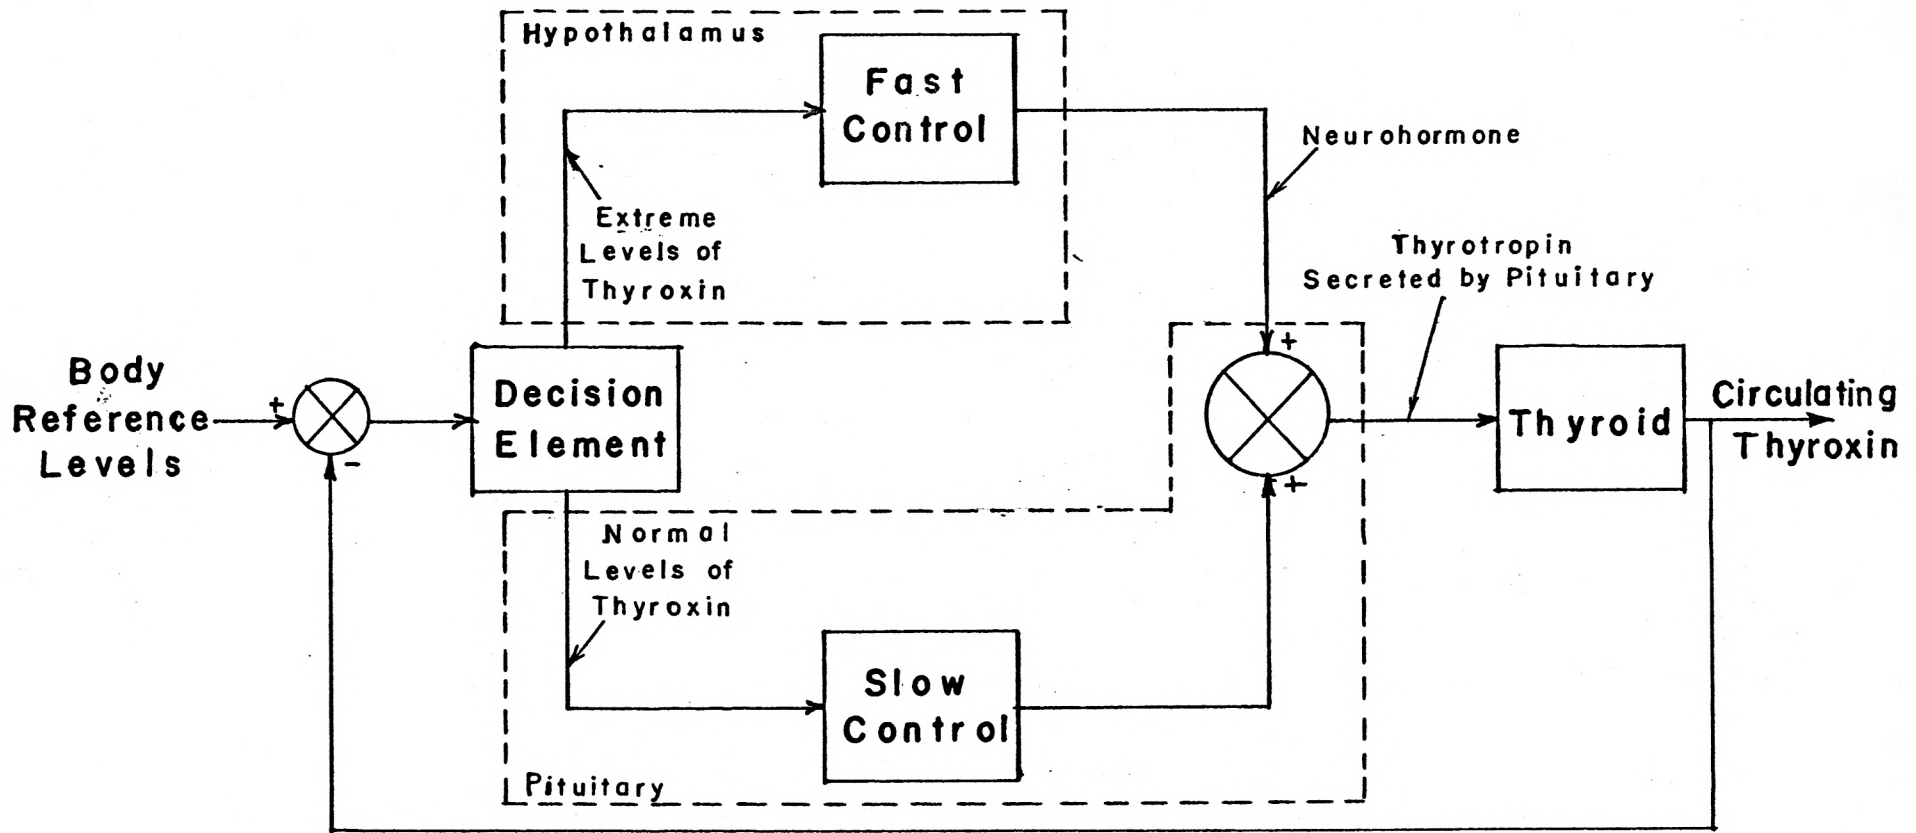 Hypothalamus
Fast
Control
Neurohormone
Extreme
Levels of
Thyroxin
Thyrotropin
Secreted by Pituitary
Body
Reference
Levels
+
-
Decision
Element
+
+
Thyroid
Circulating
Thyroxin
Normal
Levels of
Thyroxin
Slow
Control
Pituitary